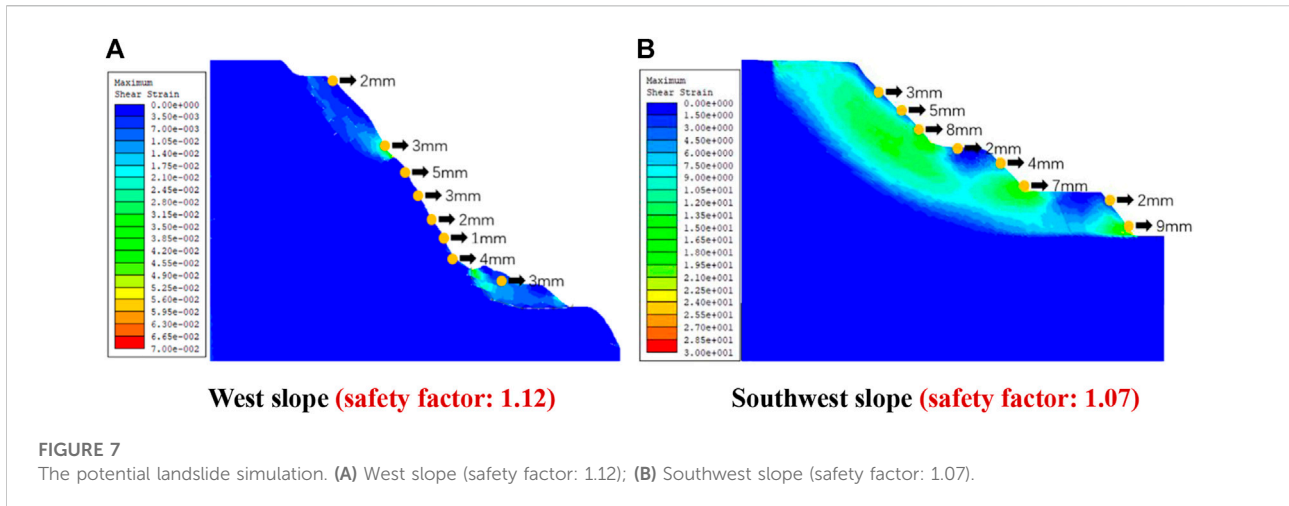 A
Maximum
Shear Strain
0.00e+000
3.50e-003
7.00e-003
1.05e-002
1.40e-002
1.75e-002
2.10e-002
2.45e-002
2.80e-002
3.15e-002
3.50e-002
3.85e-002
4.20e-002
4.55e-002
4.90e-002
5.25e-002
5.60e-002
5.95e-002
6.30e-002
6.65e-002
7.00e-002
2mm
3mm
5mm
3mm
2mm
1mm
4mm
3mm
West slope (safety factor: 1.12)
B
Maximum
Shear Strain
0.00e+000
1.50e+000
3.00e+000
4.50e+000
6.00e+000
7.50e+000
9.00e+000
1.05e+001
1.20e+001
1.35e+001
1.50e+001
1.65e+001
1.80e+001
1.95e+001
2.10e+001
2.25e+001
2.40e+001
2.55e+001
2.70e+001
2.85e+001
3.00e+001
3mm
5mm
8mm
2mm
4mm
7mm
2mm
9mm
Southwest slope (safety factor: 1.07)
FIGURE 7
The potential landslide simulation. (A) West slope (safety factor: 1.12); (B) Southwest slope (safety factor: 1.07).